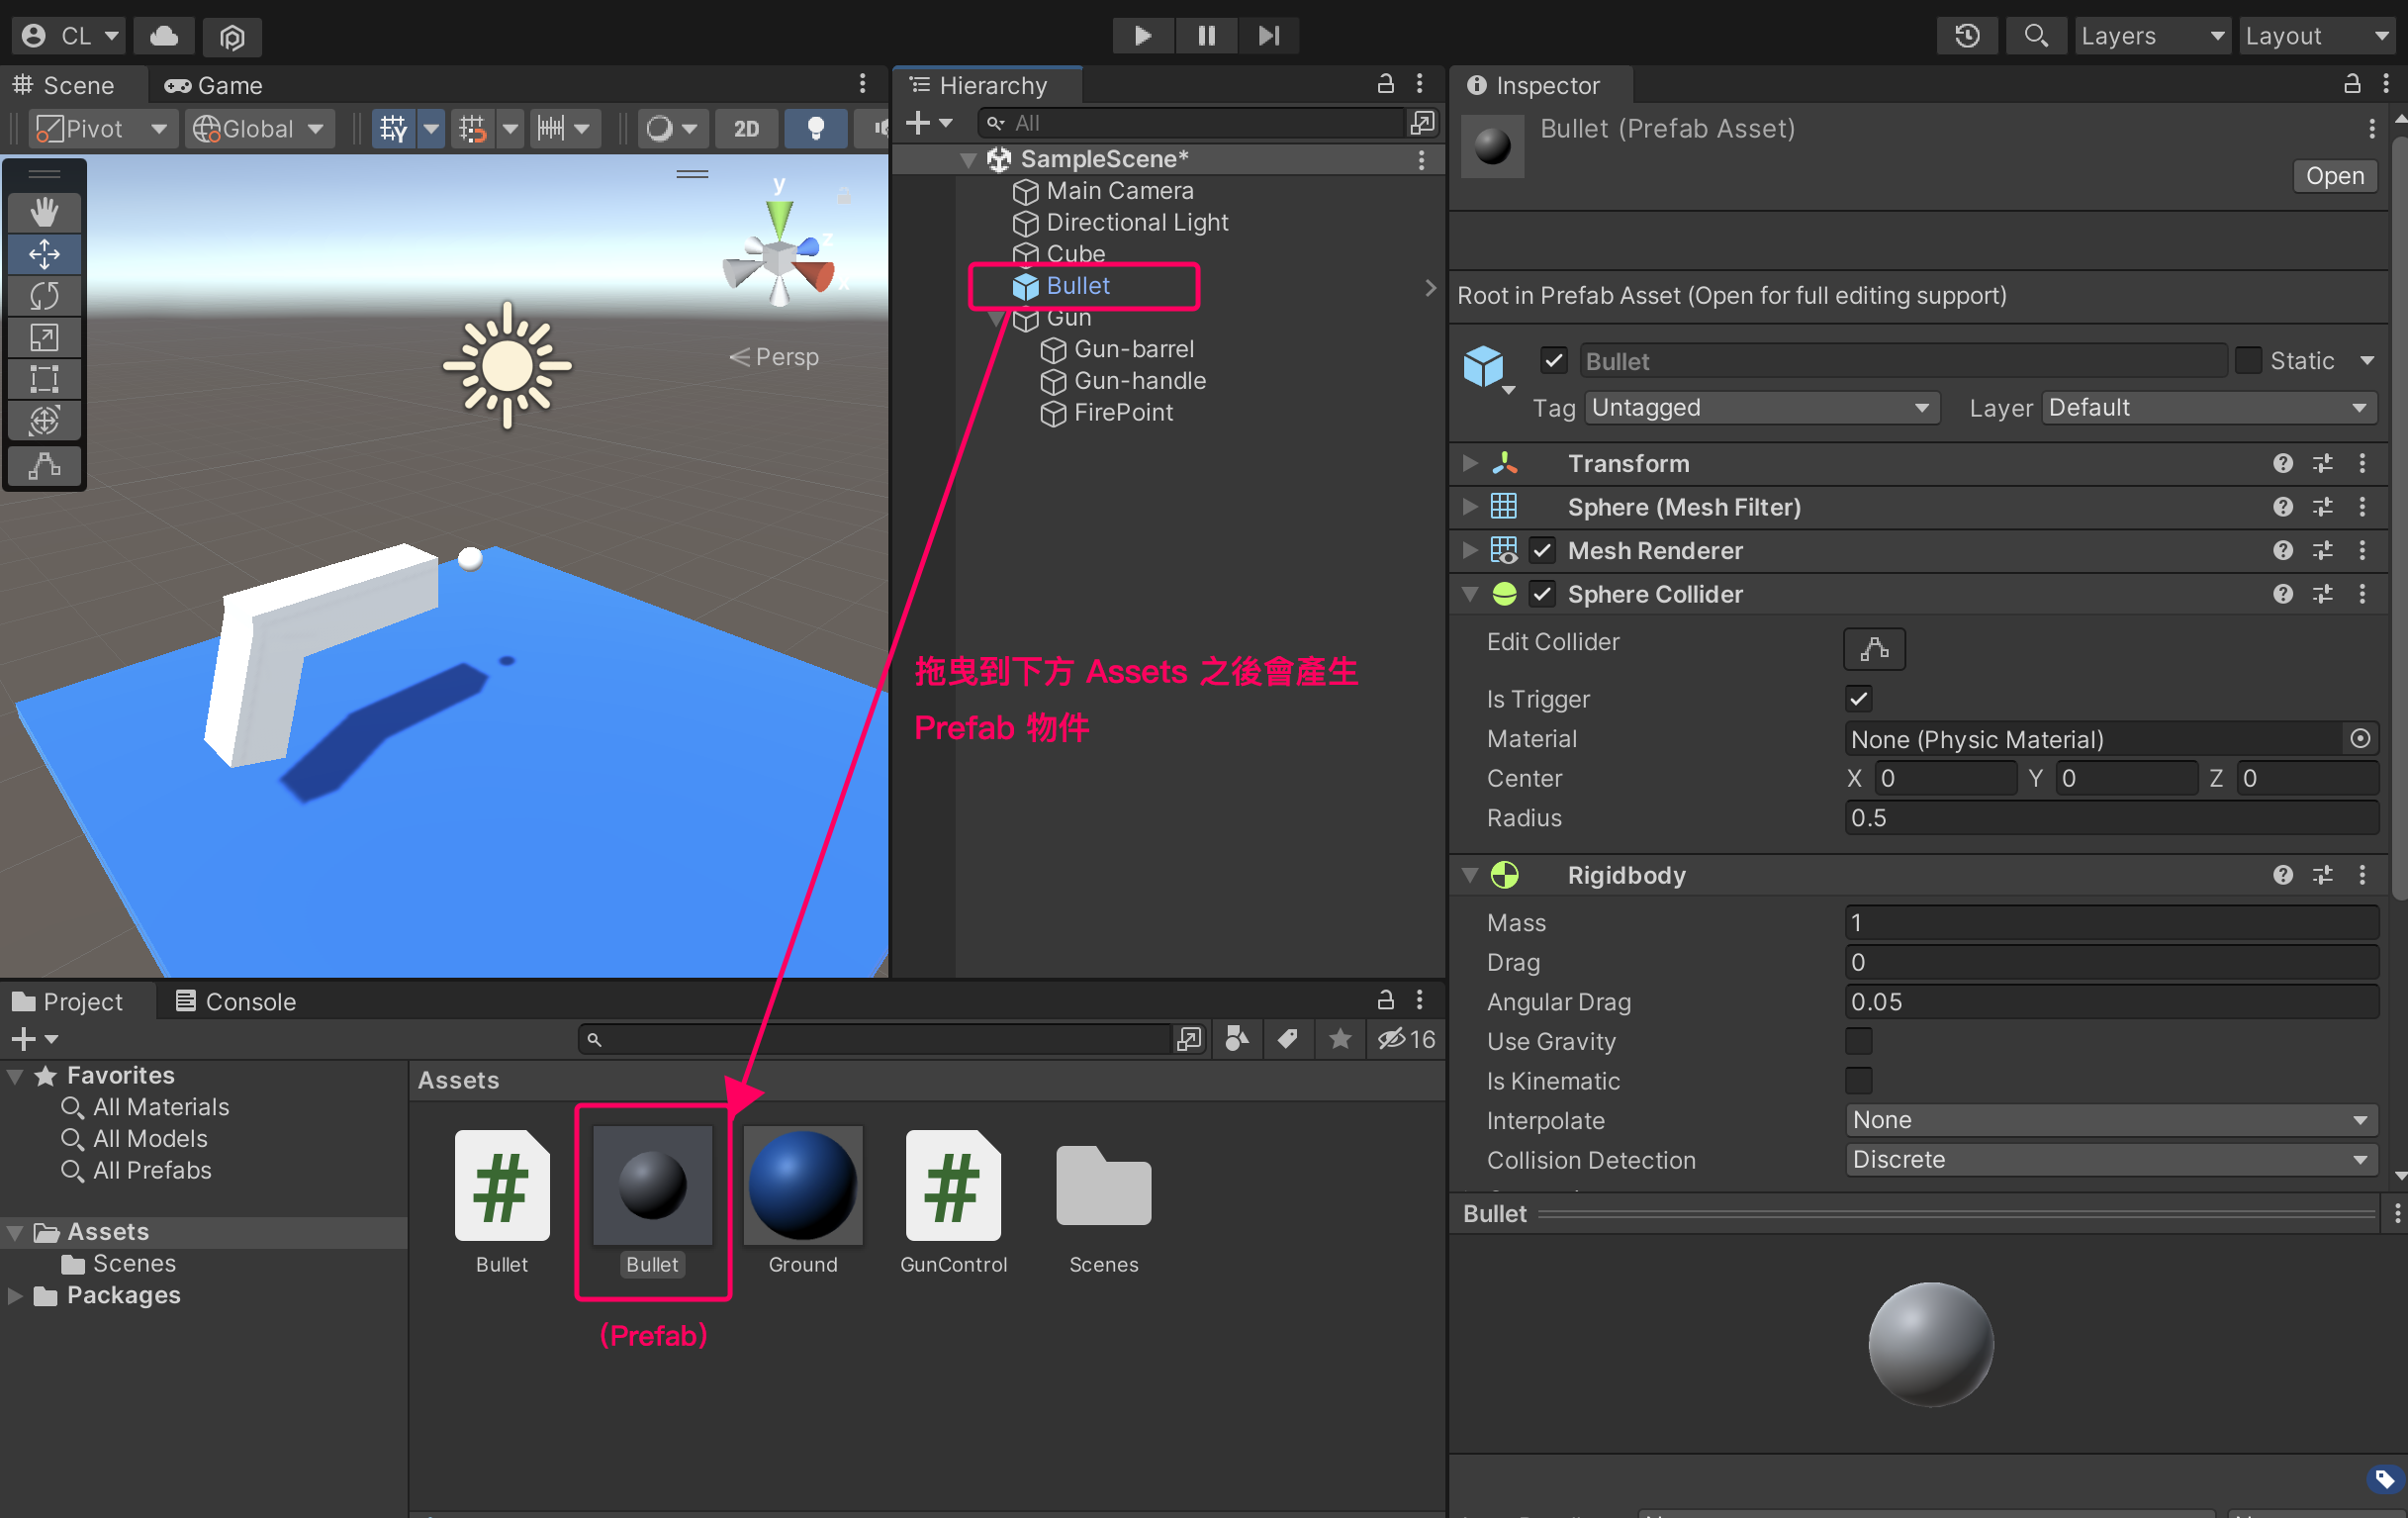 CL
Layers
Layout
Scene
Game
Pivot
Global
2D
y
z
x
Persp
Hierarchy
All
SampleScene*
Main Camera
Directional Light
Cube
Bullet
Gun
Gun-barrel
Gun-handle
FirePoint
拖曳到下方 Assets 之後會產生
Prefab 物件
Inspector
Bullet (Prefab Asset)
Open
Root in Prefab Asset (Open for full editing support)
Bullet
Static
Tag Untagged
Layer Default
Transform
Sphere (Mesh Filter)
Mesh Renderer
Sphere Collider
Edit Collider
Is Trigger
Material None (Physic Material)
Center X 0 Y 0 Z 0
Radius 0.5
Rigidbody
Mass 1
Drag 0
Angular Drag 0.05
Use Gravity
Is Kinematic
Interpolate None
Collision Detection Discrete
Bullet
Project
Console
16
Favorites
All Materials
All Models
All Prefabs
Assets
Scenes
Packages
Assets
Bullet
Bullet
Ground
GunControl
Scenes
(Prefab)